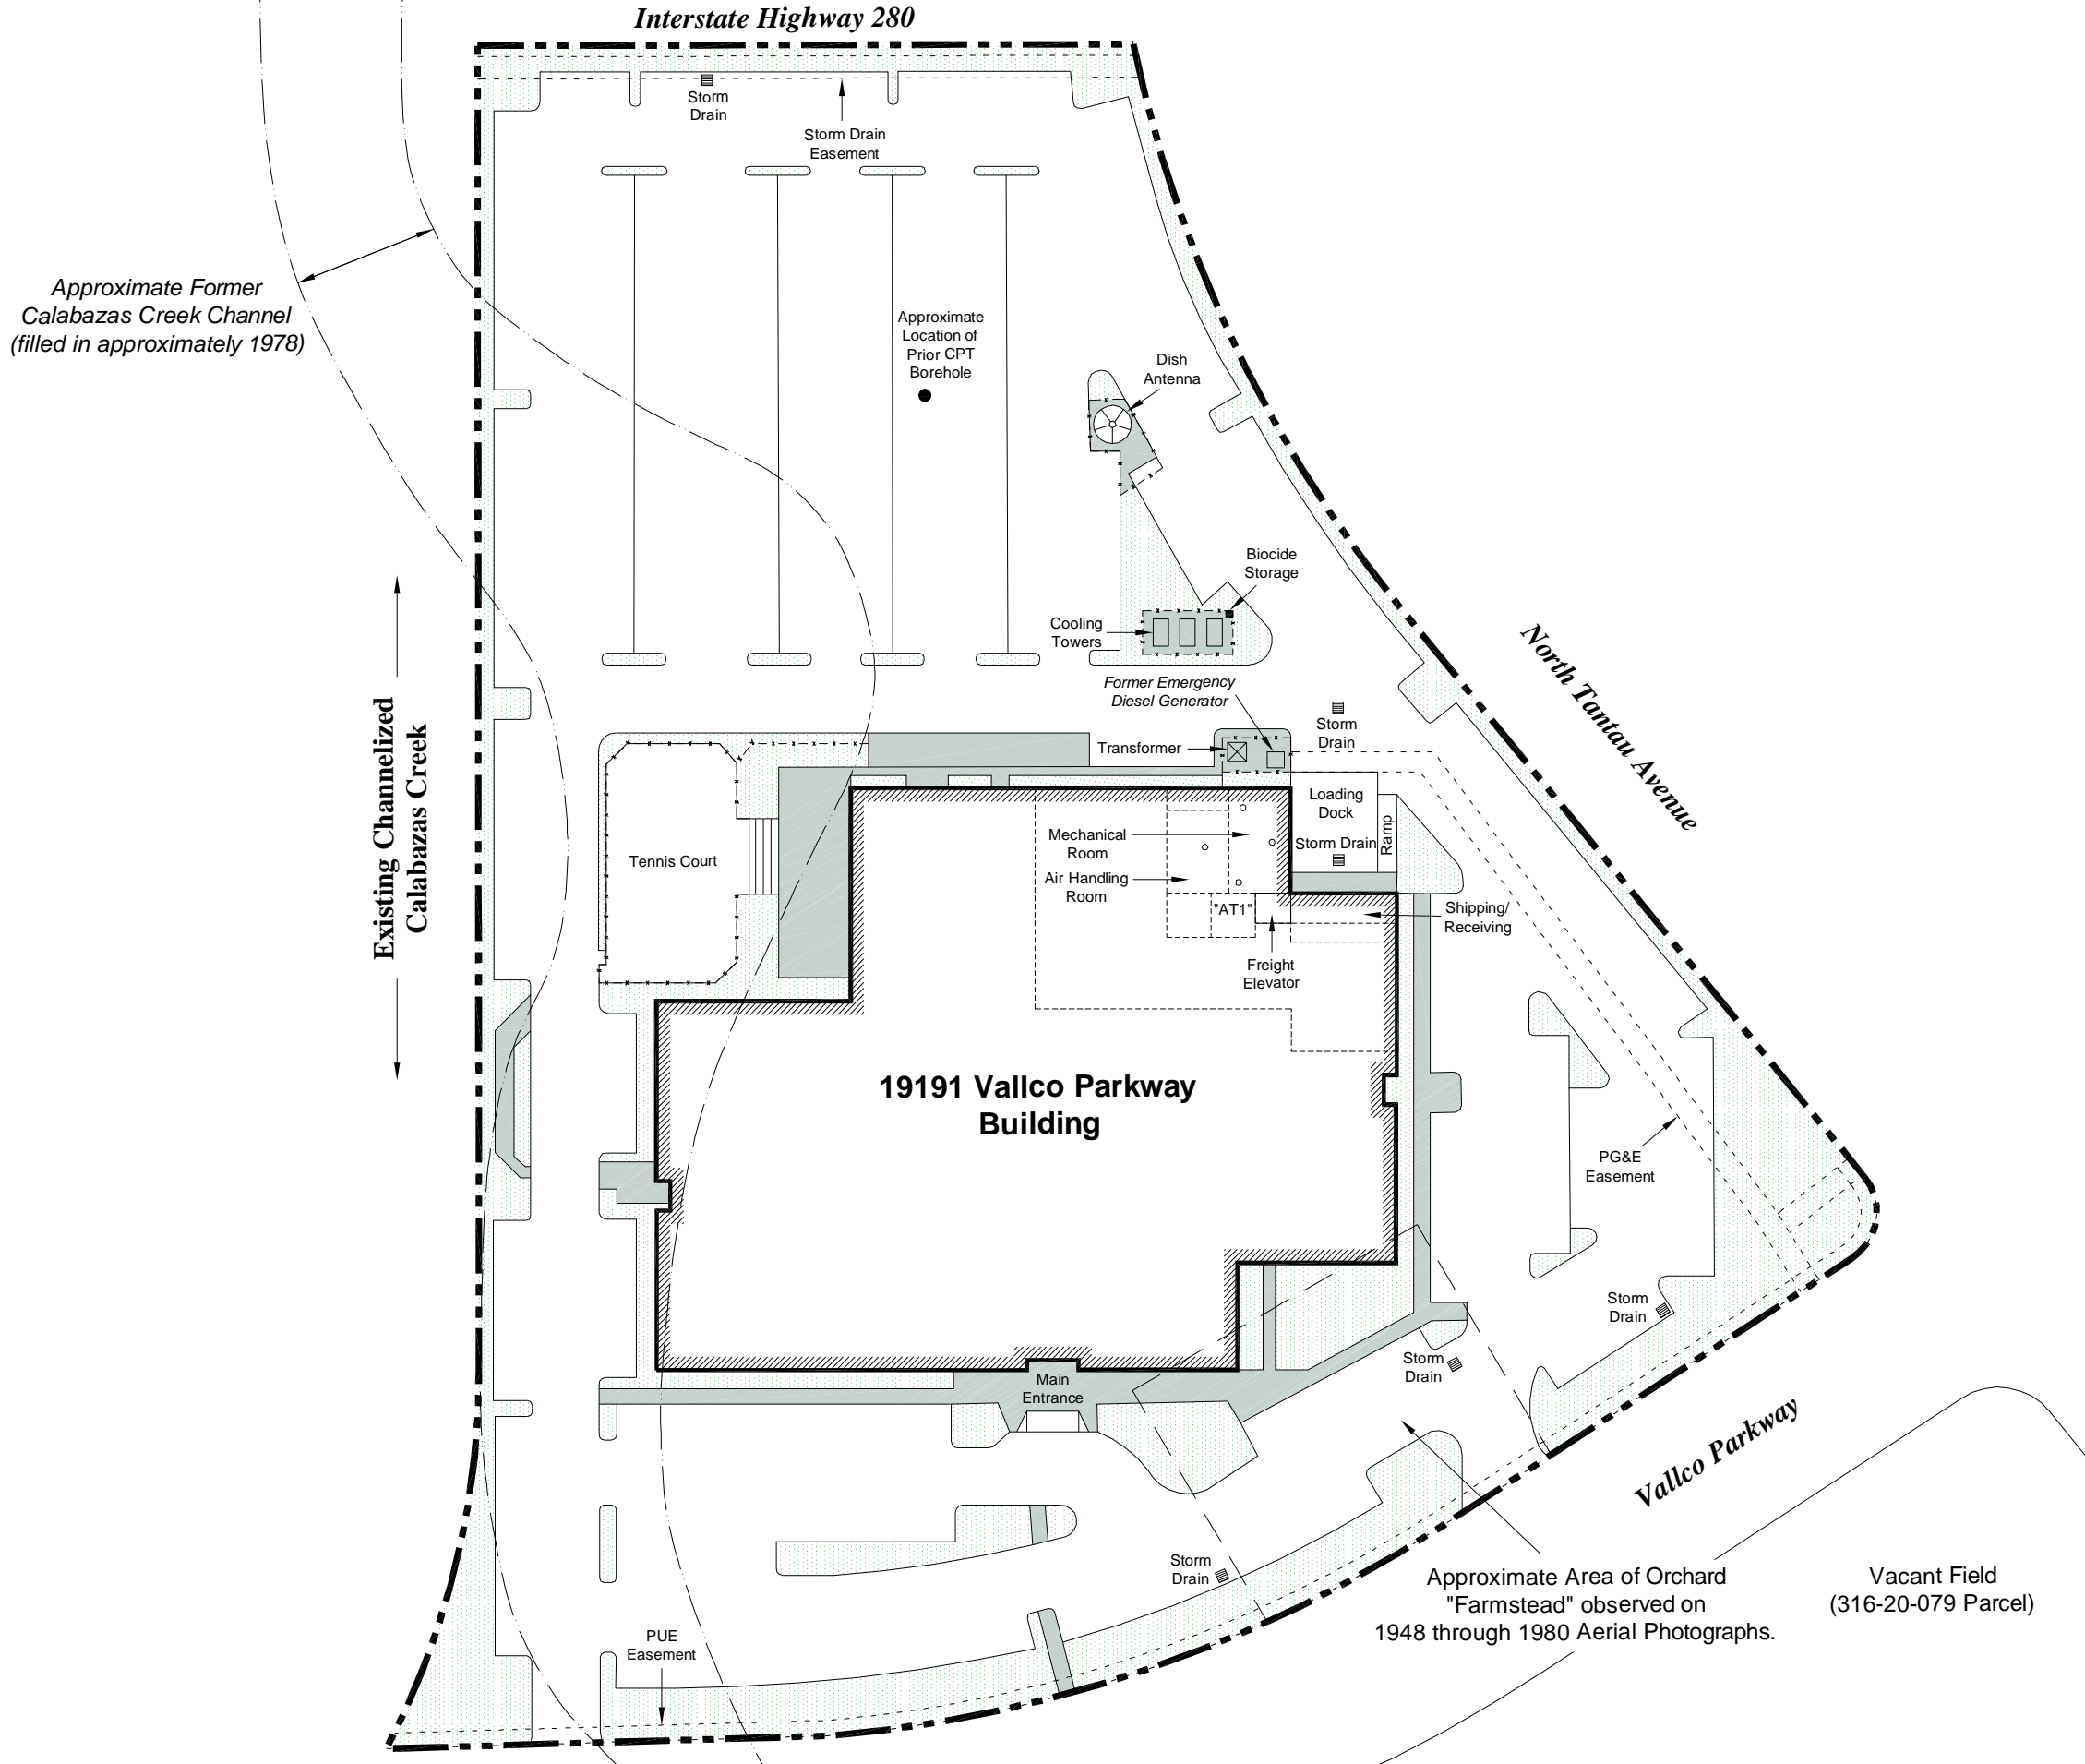 Interstate Highway 280
Storm
Drain
Storm Drain
Easement
Approximate Former
Calabazas Creek Channel
(filled in approximately 1978)
Approximate
Location of
Prior CPT
Borehole
Dish
Antenna
Biocide
Storage
Cooling
Towers
North Tantau Avenue
Former Emergency
Diesel Generator
Storm
Drain
Transformer
Existing Channelized
Calabazas Creek
Loading
Dock
Ramp
Mechanical
Room
Storm Drain
Tennis Court
Air Handling
Room
"AT1"
Shipping/
Receiving
Freight
Elevator
19191 Vallco Parkway
Building
PG&E
Easement
Storm
Drain
Storm
Drain
Main
Entrance
Vallco Parkway
Storm
Drain
Approximate Area of Orchard
"Farmstead" observed on
1948 through 1980 Aerial Photographs.
Vacant Field
(316-20-079 Parcel)
PUE
Easement